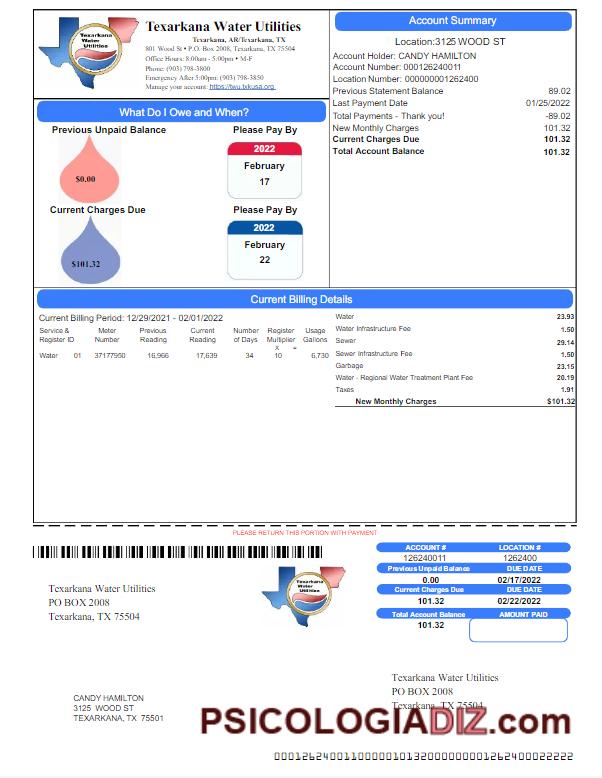 Texarkana Water Utilities
Texarkana, AR/Texarkana, TX
801 Wood St • P.O. Box 2008, Texarkana, TX 75504
Office Hours: 8:00am - 5:00pm • M-F
Phone: (903) 798-3800
Emergency After 5:00pm: (903) 798-3850
Manage your account: https://twu.txkusa.org
Texarkana
Water
Utilities
What Do I Owe and When?
Previous Unpaid Balance
Please Pay By
$0.00
2022
February
17
Current Charges Due
Please Pay By
$101.32
2022
February
22
Account Summary
Location:3125 WOOD ST
Account Holder: CANDY HAMILTON
Account Number: 000126240011
Location Number: 000000001262400
Previous Statement Balance 89.02
Last Payment Date 01/25/2022
Total Payments - Thank you! -89.02
New Monthly Charges 101.32
Current Charges Due 101.32
Total Account Balance 101.32
Current Billing Details
Current Billing Period: 12/29/2021 - 02/01/2022
Service & Meter Previous Current Number Register Usage
Register ID Number Reading Reading of Days Multiplier Gallons
X =
Water 01 37177950 16,966 17,639 34 10 6,730
Water 23.93
Water Infrastructure Fee 1.50
Sewer 29.14
Sewer Infrastructure Fee 1.50
Garbage 23.15
Water - Regional Water Treatment Plant Fee 20.19
Taxes 1.91
New Monthly Charges $101.32
PLEASE RETURN THIS PORTION WITH PAYMENT
Texarkana Water Utilities
PO BOX 2008
Texarkana, TX 75504
Texarkana
Water
Utilities
ACCOUNT # LOCATION #
126240011 1262400
Previous Unpaid Balance DUE DATE
0.00 02/17/2022
Current Charges Due DUE DATE
101.32 02/22/2022
Total Account Balance AMOUNT PAID
101.32
CANDY HAMILTON
3125 WOOD ST
TEXARKANA, TX 75501
Texarkana Water Utilities
PO BOX 2008
Texarkana, TX 75504
PSICOLOGIADIZ.com